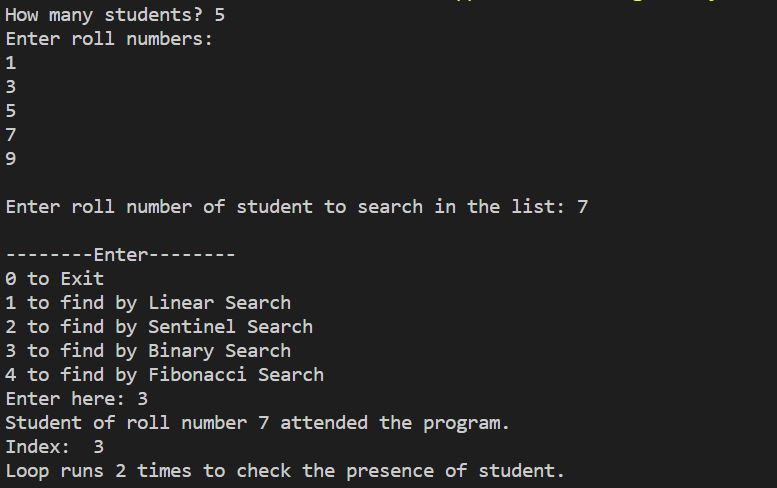 How many students? 5
Enter roll numbers:
1
3
5
7
9
Enter roll number of student to search in the list: 7
--------Enter--------
0 to Exit
1 to find by Linear Search
2 to find by Sentinel Search
3 to find by Binary Search
4 to find by Fibonacci Search
Enter here: 3
Student of roll number 7 attended the program.
Index:  3
Loop runs 2 times to check the presence of student.